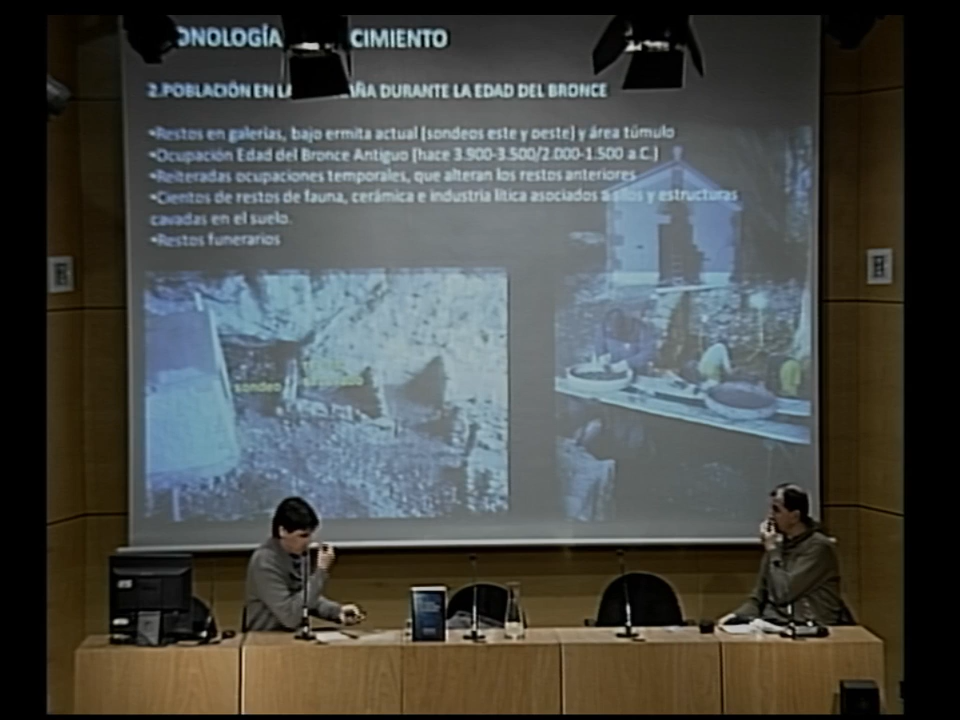 ONOLOGÍA CIMIENTO
2.POBLACIÓN EN DURANTE LA EDAD DEL BRONCE
•Restos en galerías, bajo ermita actual (sondeos este y oeste) y área túmulo
•Ocupación Edad del Bronce Antiguo (hace 3.900-3.500/2.000-1.500 a.C.)
•Reiteradas ocupaciones temporales, que alteran los restos anteriores
•Cientos de restos de fauna, cerámica e industria lítica asociados a silos y estructuras
cavadas en el suelo.
•Restos funerarios
sondeo